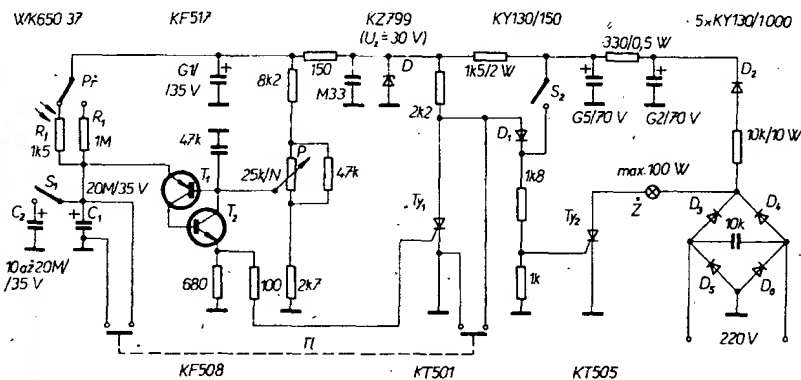 WK650 37 KF517 KZ799 KY130/150 5xKY130/1000
(U_z = 30 V)
330/0,5 W
Př G1/ /35 V 8k2 150 M33 D 1k5/2 W S₂ D₂
G5/70 V G2/70 V
R₁ 1k5 R₁ 1M 47k 2k2 D₁ 10k/10 W
P 25k/N 47k
T₁ 1k8 max. 100 W
S₁ 20M/35 V T₂ Ty₁ Ty₂ Ž D₃ D₄
C₂ C₁ 10k
10 až 20M/ /35 V 680 100 2k7 1k D₅ D₆
220 V
Tl
KF508 KT501 KT505